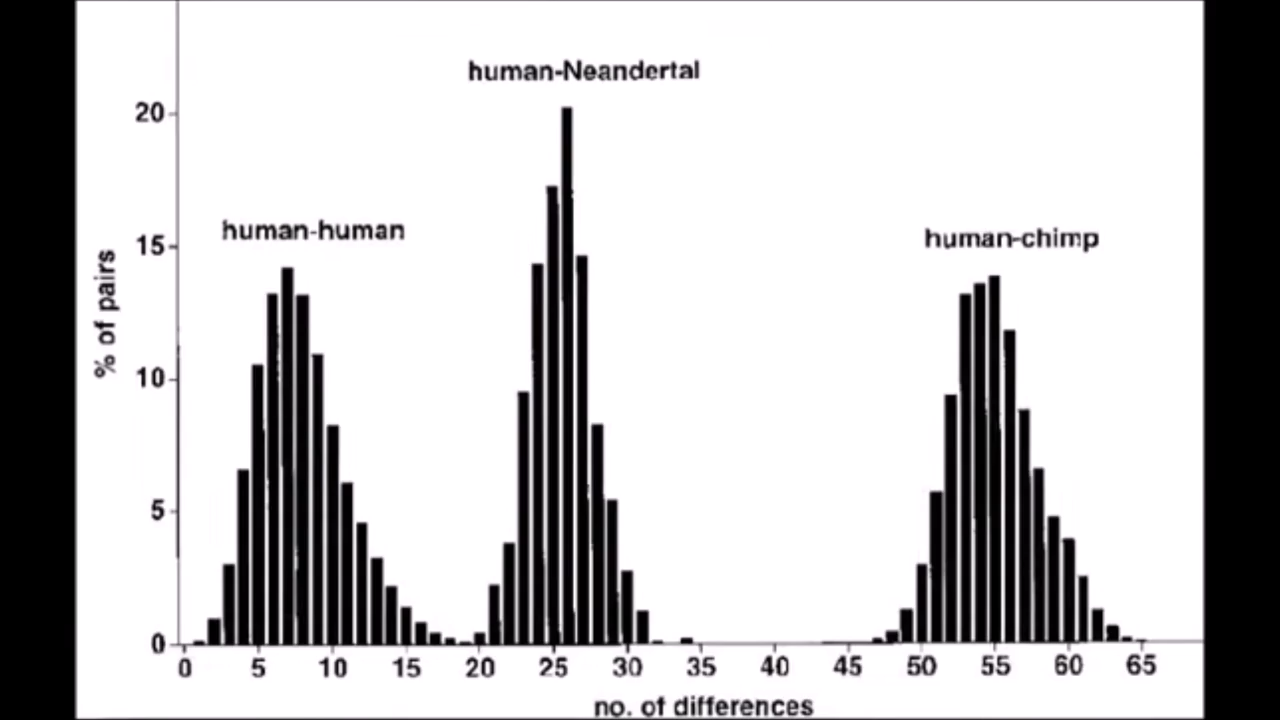 human-Neandertal
20
human-human
human-chimp
15
% of pairs
10
5
0
0 5 10 15 20 25 30 35 40 45 50 55 60 65
no. of differences